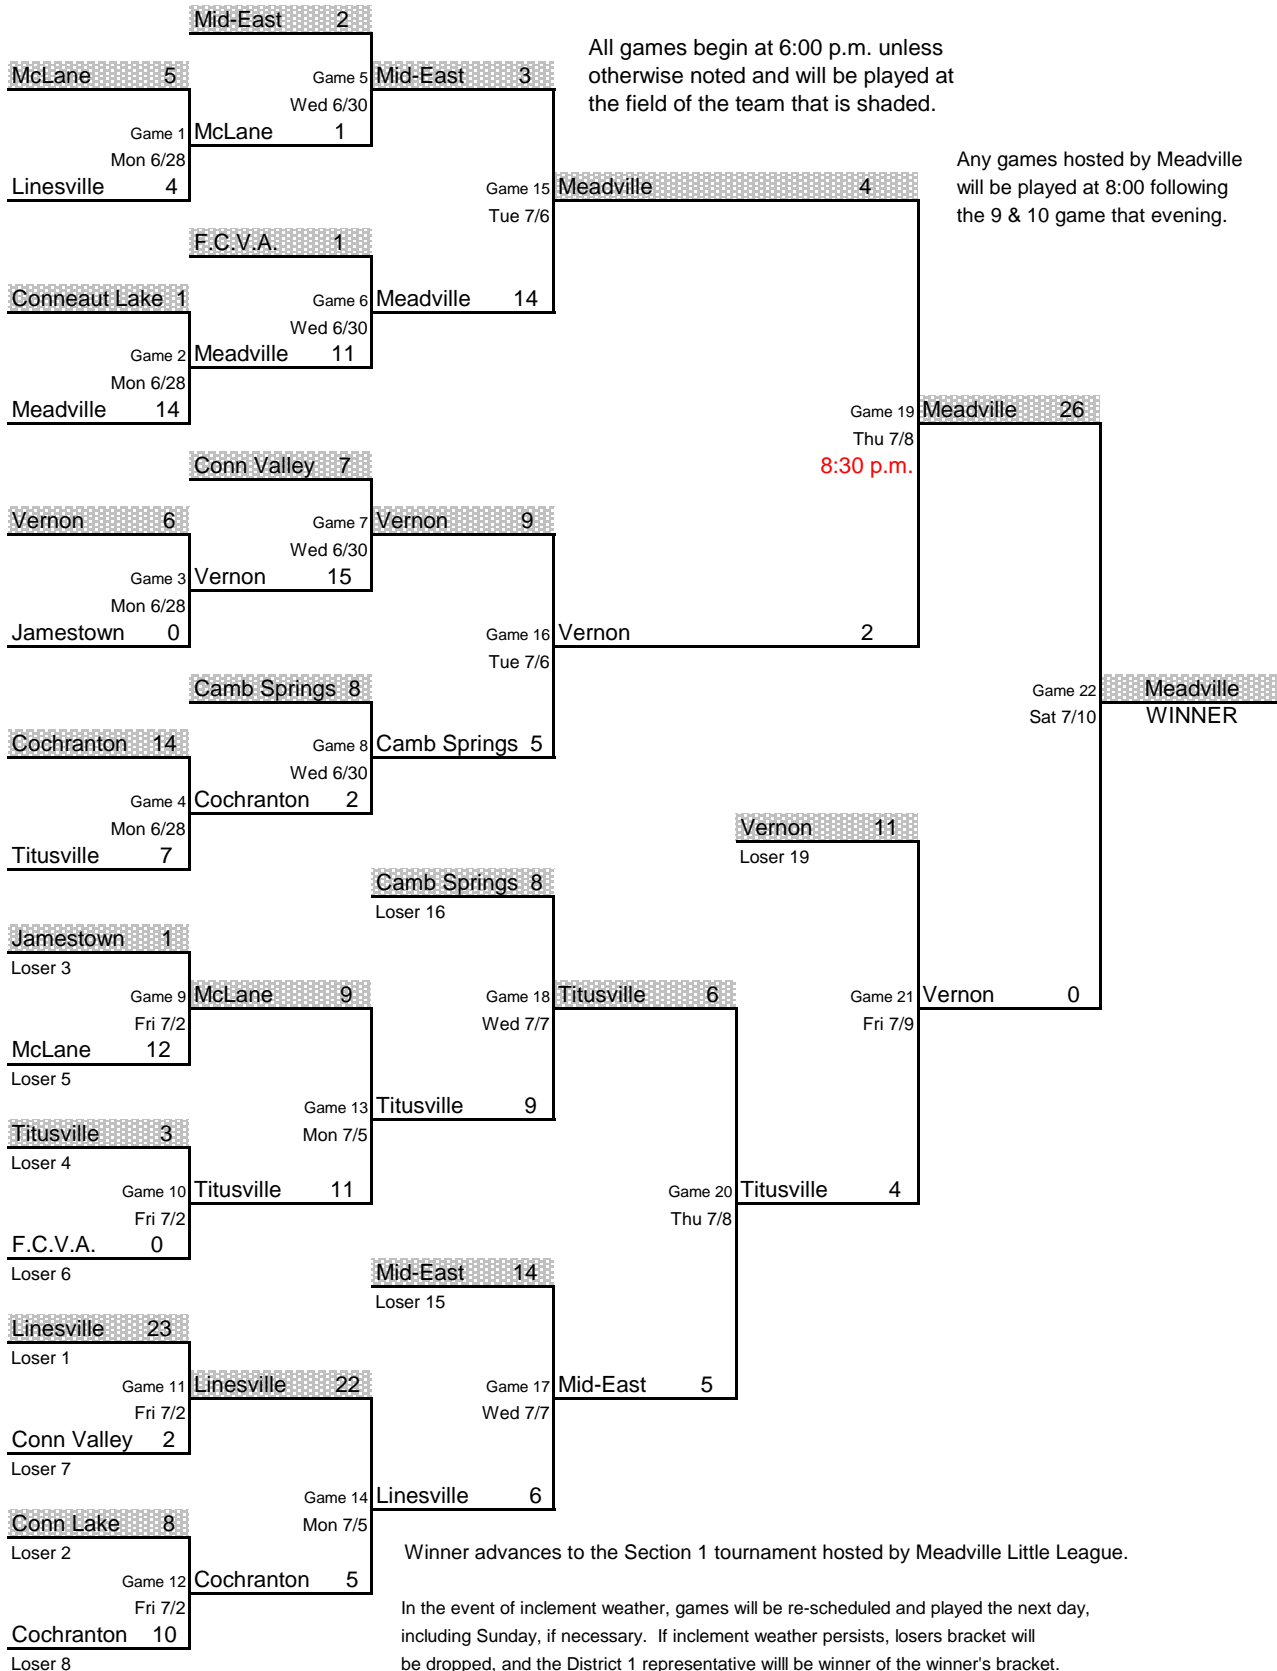 Mid-East 2
All games begin at 6:00 p.m. unless
otherwise noted and will be played at
the field of the team that is shaded.
McLane 5
Game 5 Mid-East 3
Wed 6/30
Game 1 McLane 1
Mon 6/28
Linesville 4
Any games hosted by Meadville
will be played at 8:00 following
the 9 & 10 game that evening.
Game 15 Meadville 4
Tue 7/6
F.C.V.A. 1
Conneaut Lake 1
Game 6 Meadville 14
Wed 6/30
Game 2 Meadville 11
Mon 6/28
Meadville 14
Game 19 Meadville 26
Thu 7/8
8:30 p.m.
Conn Valley 7
Vernon 6
Game 7 Vernon 9
Wed 6/30
Game 3 Vernon 15
Mon 6/28
Jamestown 0
Game 16 Vernon 2
Tue 7/6
Camb Springs 8
Game 22 Meadville
Sat 7/10 WINNER
Cochranton 14
Game 8 Camb Springs 5
Wed 6/30
Game 4 Cochranton 2
Mon 6/28
Titusville 7
Vernon 11
Loser 19
Camb Springs 8
Loser 16
Jamestown 1
Loser 3
Game 9 McLane 9
Fri 7/2
McLane 12
Loser 5
Game 18 Titusville 6
Wed 7/7
Game 21 Vernon 0
Fri 7/9
Game 13 Titusville 9
Mon 7/5
Titusville 3
Loser 4
Game 10 Titusville 11
Fri 7/2
F.C.V.A. 0
Loser 6
Game 20 Titusville 4
Thu 7/8
Mid-East 14
Loser 15
Linesville 23
Loser 1
Game 11 Linesville 22
Fri 7/2
Conn Valley 2
Loser 7
Game 17 Mid-East 5
Wed 7/7
Game 14 Linesville 6
Mon 7/5
Conn Lake 8
Loser 2
Game 12 Cochranton 5
Fri 7/2
Cochranton 10
Loser 8
Winner advances to the Section 1 tournament hosted by Meadville Little League.
In the event of inclement weather, games will be re-scheduled and played the next day,
including Sunday, if necessary. If inclement weather persists, losers bracket will
be dropped, and the District 1 representative willl be winner of the winner's bracket.